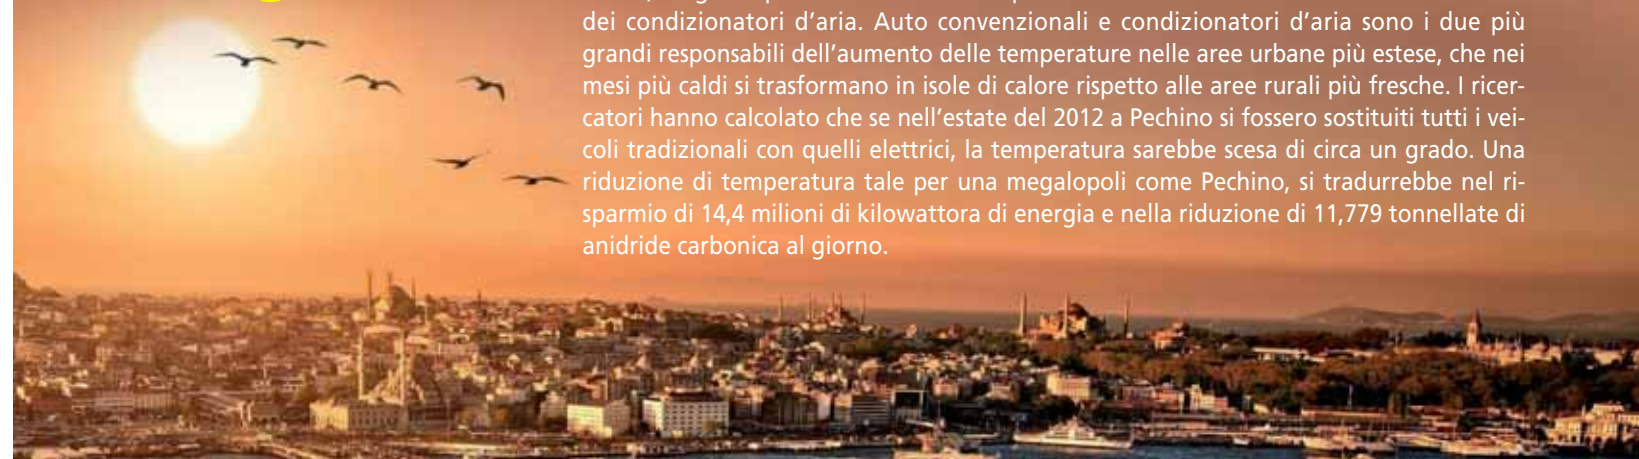 dei condizionatori d’aria. Auto convenzionali e condizionatori d’aria sono i due più
grandi responsabili dell’aumento delle temperature nelle aree urbane più estese, che nei
mesi più caldi si trasformano in isole di calore rispetto alle aree rurali più fresche. I ricer-
catori hanno calcolato che se nell’estate del 2012 a Pechino si fossero sostituiti tutti i vei-
coli tradizionali con quelli elettrici, la temperatura sarebbe scesa di circa un grado. Una
riduzione di temperatura tale per una megalopoli come Pechino, si tradurrebbe nel ri-
sparmio di 14,4 milioni di kilowattora di energia e nella riduzione di 11,779 tonnellate di
anidride carbonica al giorno.